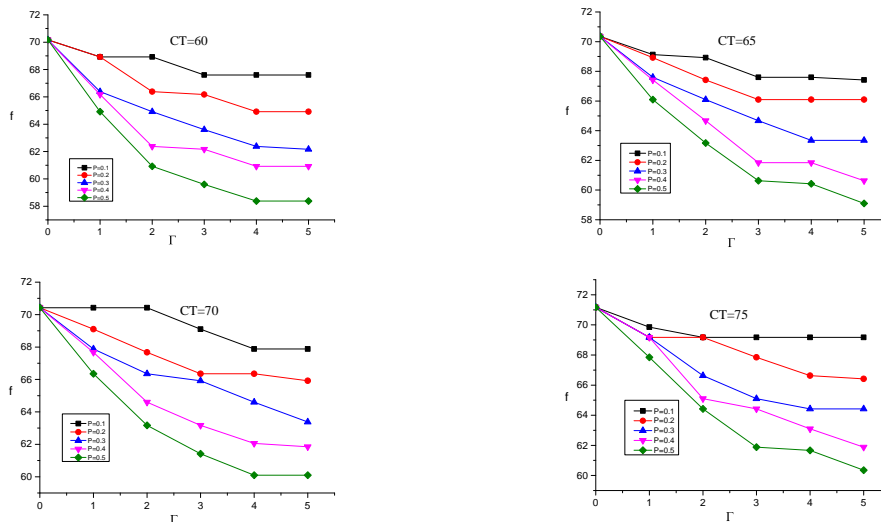 CT=60
72
70
68
66
64
62
60
58
f
P=0.1
P=0.2
P=0.3
P=0.4
P=0.5
0 1 2 3 4 5
Γ
CT=65
72
70
68
66
64
62
60
58
f
P=0.1
P=0.2
P=0.3
P=0.4
P=0.5
0 1 2 3 4 5
Γ
CT=70
72
70
68
66
64
62
60
f
P=0.1
P=0.2
P=0.3
P=0.4
P=0.5
0 1 2 3 4 5
Γ
CT=75
72
70
68
66
64
62
60
f
P=0.1
P=0.2
P=0.3
P=0.4
P=0.5
0 1 2 3 4 5
Γ